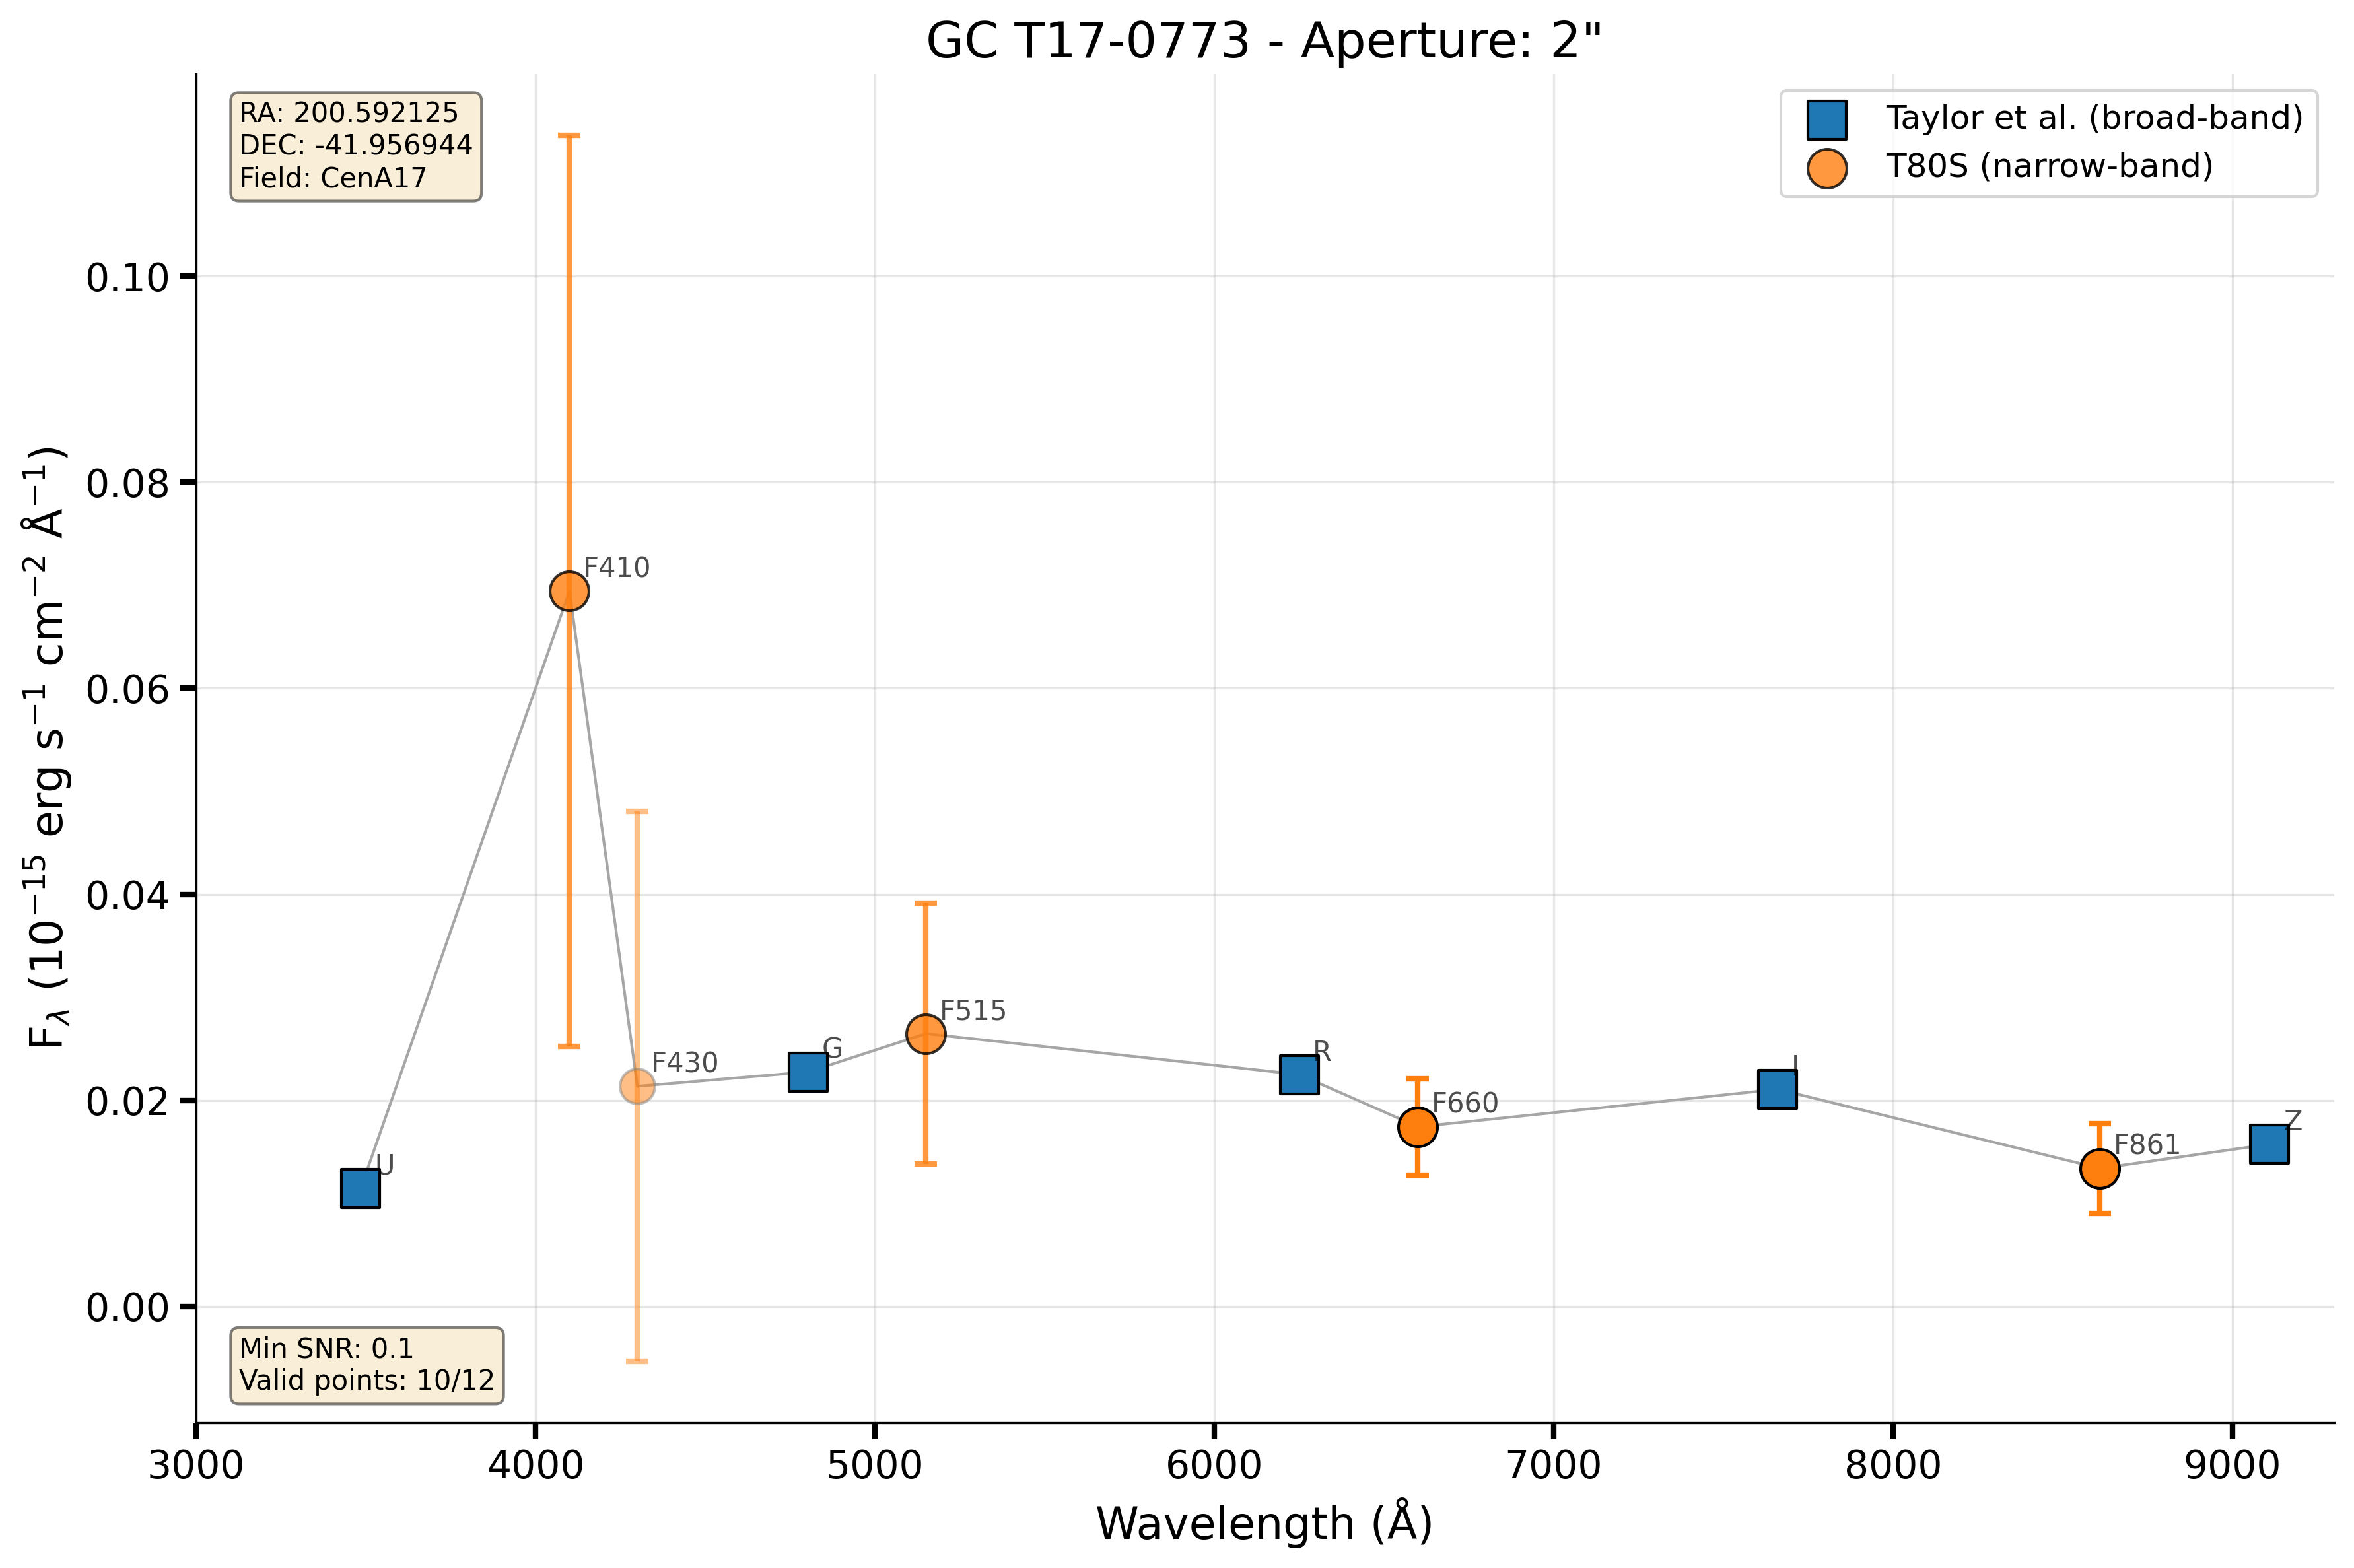 GC T17-0773 - Aperture: 2"
RA: 200.592125
DEC: -41.956944
Field: CenA17
Taylor et al. (broad-band)
T80S (narrow-band)
0.10
0.08
0.06
0.04
0.02
0.00
F_λ (10⁻¹⁵ erg s⁻¹ cm⁻² Å⁻¹)
U
F410
F430
G
F515
R
F660
I
F861
Z
Min SNR: 0.1
Valid points: 10/12
3000 4000 5000 6000 7000 8000 9000
Wavelength (Å)